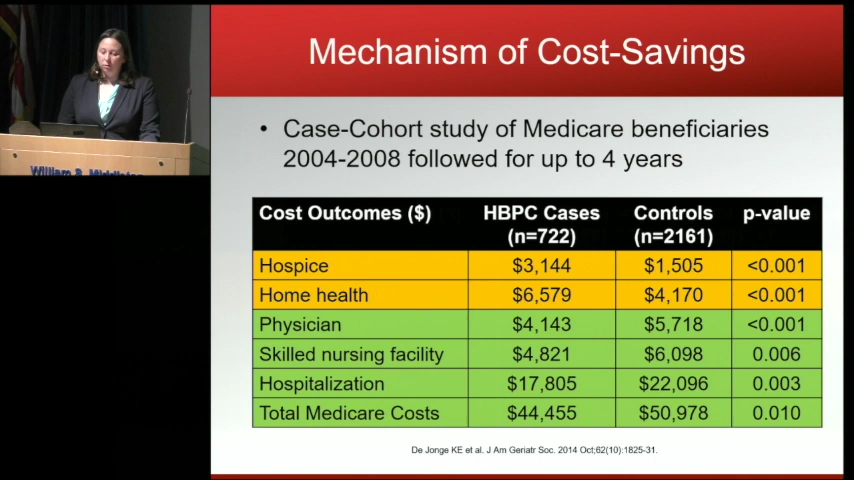 Mechanism of Cost-Savings
• Case-Cohort study of Medicare beneficiaries
2004-2008 followed for up to 4 years
Cost Outcomes ($) HBPC Cases (n=722) Controls (n=2161) p-value
Hospice $3,144 $1,505 <0.001
Home health $6,579 $4,170 <0.001
Physician $4,143 $5,718 <0.001
Skilled nursing facility $4,821 $6,098 0.006
Hospitalization $17,805 $22,096 0.003
Total Medicare Costs $44,455 $50,978 0.010
De Jonge KE et al. J Am Geriatr Soc. 2014 Oct;62(10):1825-31.
William S. Middleton